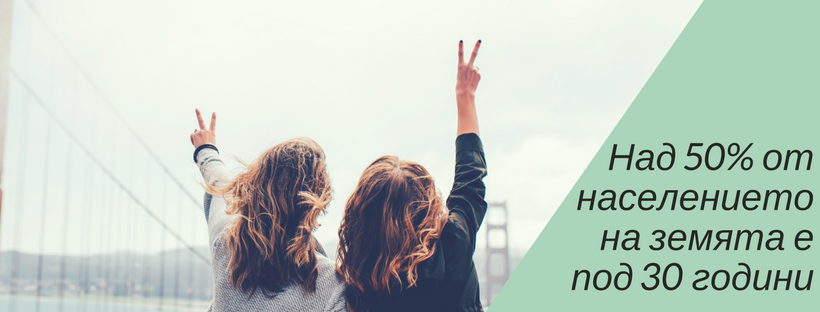 Над 50% от
населението
на земята е
под 30 години